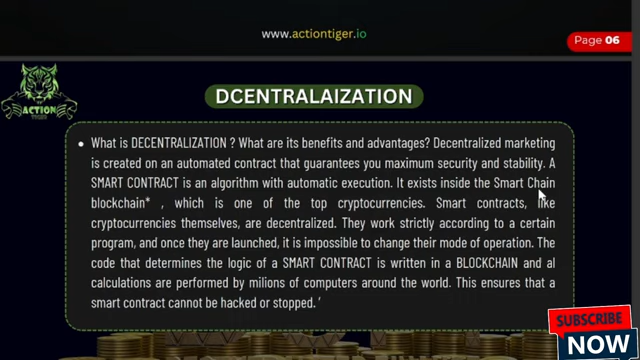 www.actiontiger.io
Page 06
ACTION
TIGER
DCENTRALAIZATION
• What is DECENTRALIZATION ? What are its benefits and advantages? Decentralized marketing
is created on an automated contract that guarantees you maximum security and stability. A
SMART CONTRACT is an algorithm with automatic execution. It exists inside the Smart Chain
blockchain* , which is one of the top cryptocurrencies. Smart contracts, like
cryptocurrencies themselves, are decentralized. They work strictly according to a certain
program, and once they are launched, it is impossible to change their mode of operation. The
code that determines the logic of a SMART CONTRACT is written in a BLOCKCHAIN and al
calculations are performed by milions of computers around the world. This ensures that a
smart contract cannot be hacked or stopped. ’
SUBSCRIBE
NOW